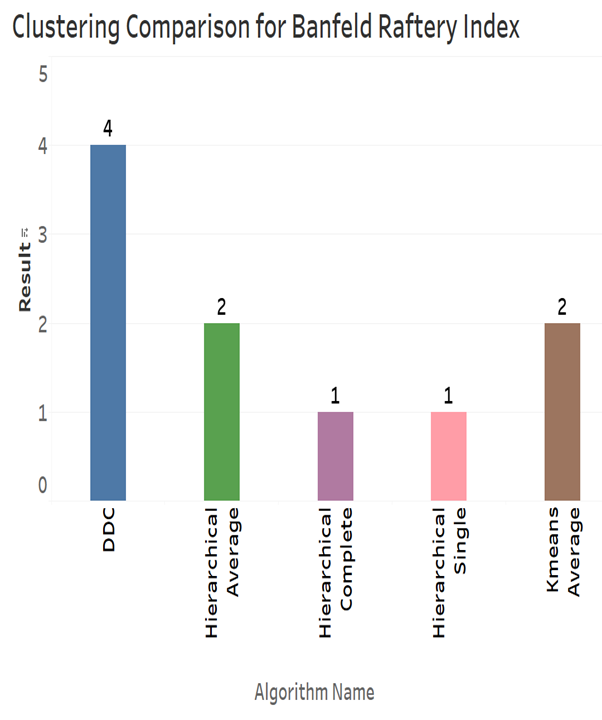 Clustering Comparison for Banfeld Raftery Index
5
4
3
2
1
0
Result
4
2
1
1
2
DDC
Hierarchical
Average
Hierarchical
Complete
Hierarchical
Single
Kmeans
Average
Algorithm Name